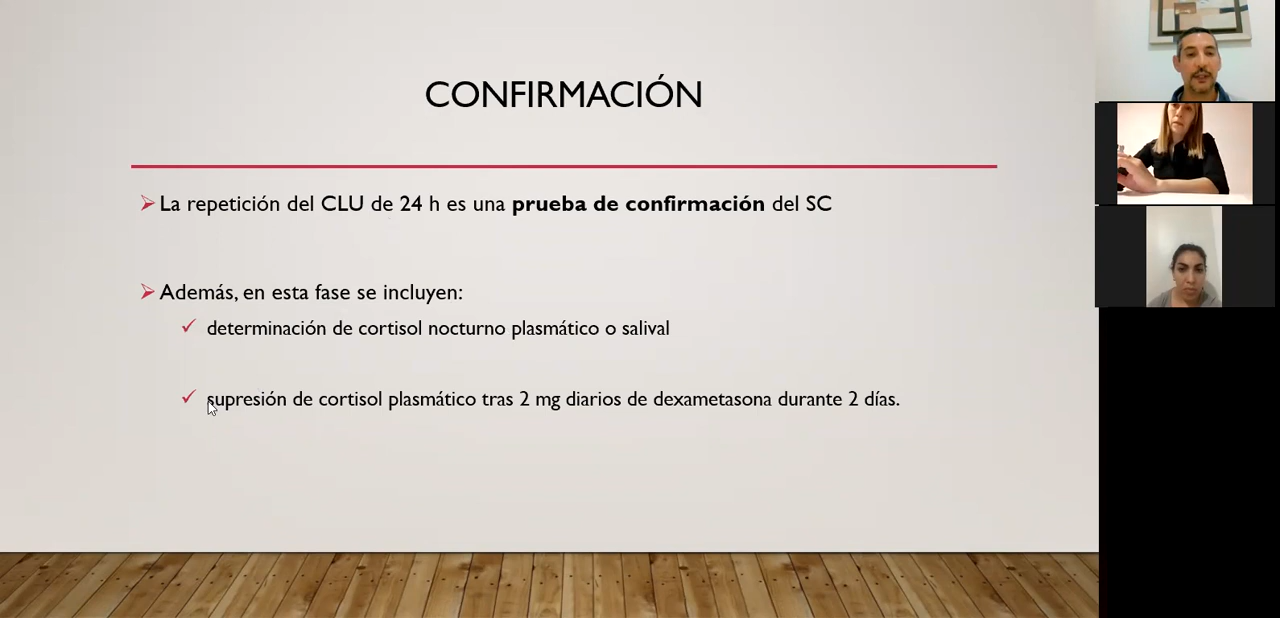 CONFIRMACIÓN
La repetición del CLU de 24 h es una prueba de confirmación del SC
Además, en esta fase se incluyen:
determinación de cortisol nocturno plasmático o salival
supresión de cortisol plasmático tras 2 mg diarios de dexametasona durante 2 días.